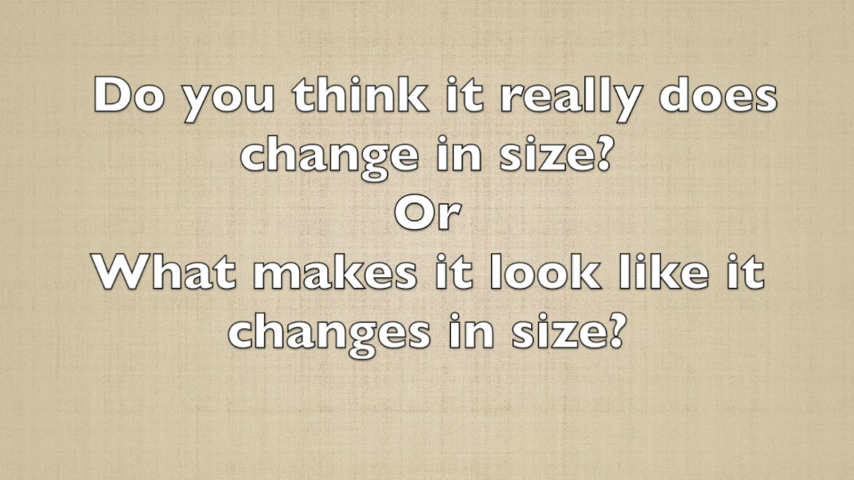 Do you think it really does
change in size?
Or
What makes it look like it
changes in size?